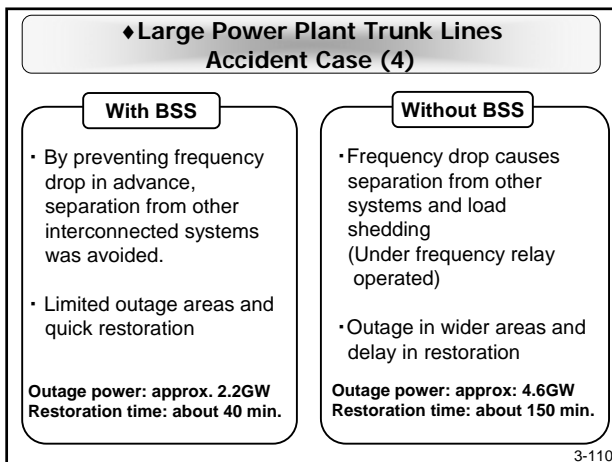 ♦Large Power Plant Trunk Lines
Accident Case (4)
With BSS
・By preventing frequency
drop in advance,
separation from other
interconnected systems
was avoided.
・Limited outage areas and
quick restoration
Outage power: approx. 2.2GW
Restoration time: about 40 min.
Without BSS
・Frequency drop causes
separation from other
systems and load
shedding
(Under frequency relay
operated)
・Outage in wider areas and
delay in restoration
Outage power: approx: 4.6GW
Restoration time: about 150 min.
3-110